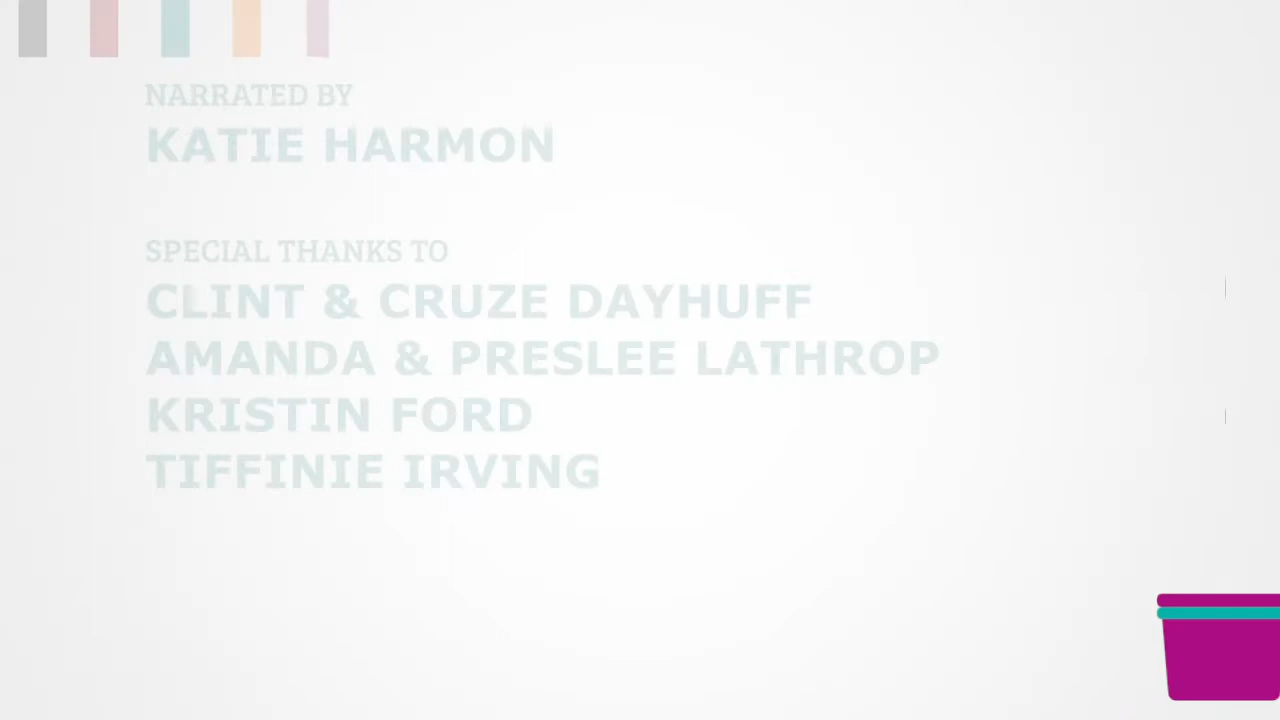 NARRATED BY
KATIE HARMON
SPECIAL THANKS TO
CLINT & CRUZE DAYHUFF
AMANDA & PRESLEE LATHROP
KRISTIN FORD
TIFFINIE IRVING